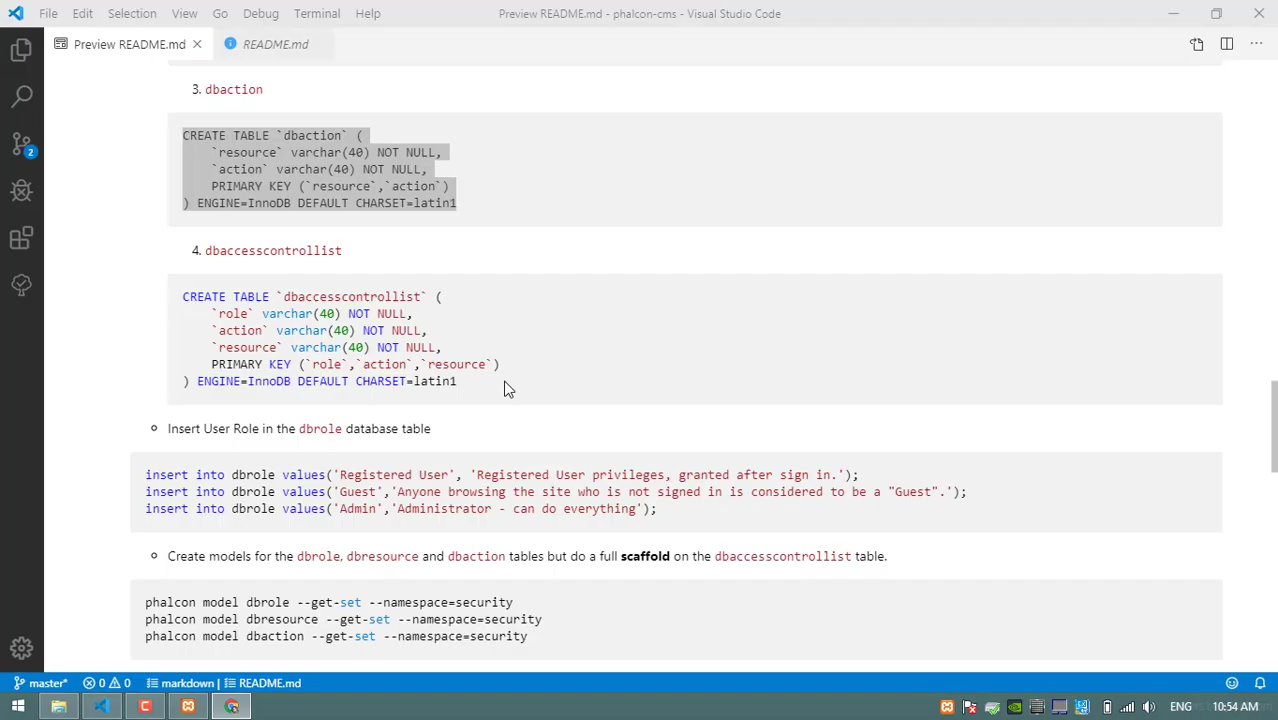 File Edit Selection View Go Debug Terminal Help Preview README.md - phalcon-cms - Visual Studio Code
Preview README.md README.md
3. dbaction
CREATE TABLE `dbaction` (
`resource` varchar(40) NOT NULL,
`action` varchar(40) NOT NULL,
PRIMARY KEY (`resource`,`action`)
) ENGINE=InnoDB DEFAULT CHARSET=latin1
4. dbaccesscontrollist
CREATE TABLE `dbaccesscontrollist` (
`role` varchar(40) NOT NULL,
`action` varchar(40) NOT NULL,
`resource` varchar(40) NOT NULL,
PRIMARY KEY (`role`,`action`,`resource`)
) ENGINE=InnoDB DEFAULT CHARSET=latin1
Insert User Role in the dbrole database table
insert into dbrole values('Registered User', 'Registered User privileges, granted after sign in.');
insert into dbrole values('Guest','Anyone browsing the site who is not signed in is considered to be a "Guest".');
insert into dbrole values('Admin','Administrator - can do everything');
Create models for the dbrole, dbresource and dbaction tables but do a full scaffold on the dbaccesscontrollist table.
phalcon model dbrole --get-set --namespace=security
phalcon model dbresource --get-set --namespace=security
phalcon model dbaction --get-set --namespace=security
2
master* 0 0 markdown | README.md
ENG 10:54 AM